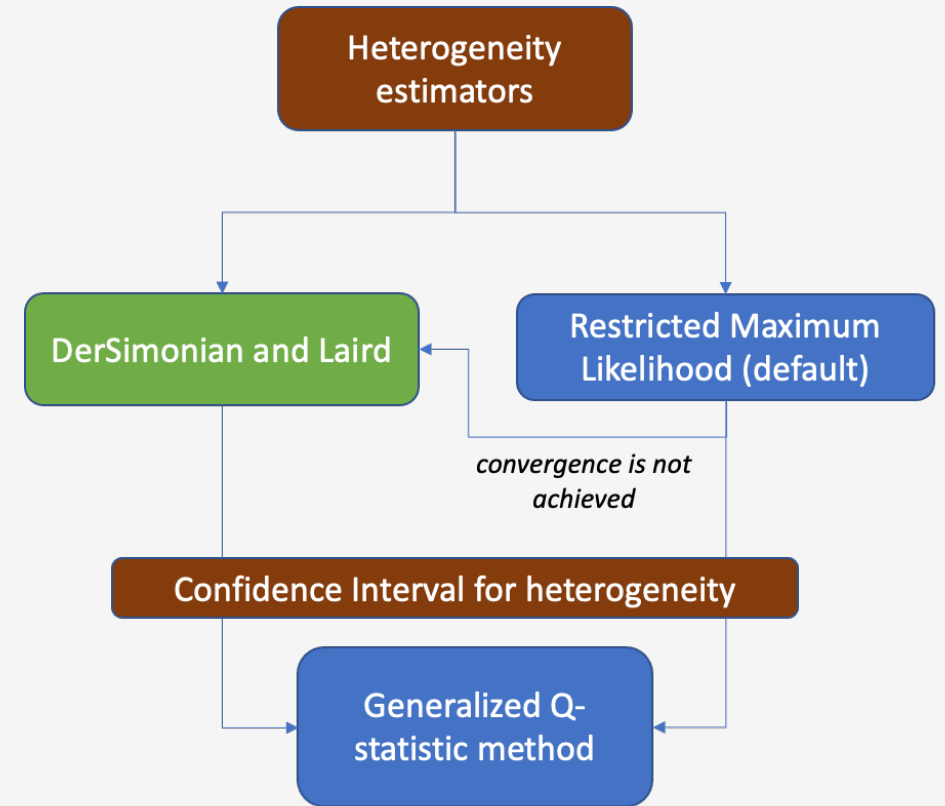 Heterogeneity
estimators
DerSimonian and Laird
Restricted Maximum
Likelihood (default)
convergence is not
achieved
Confidence Interval for heterogeneity
Generalized Q-
statistic method